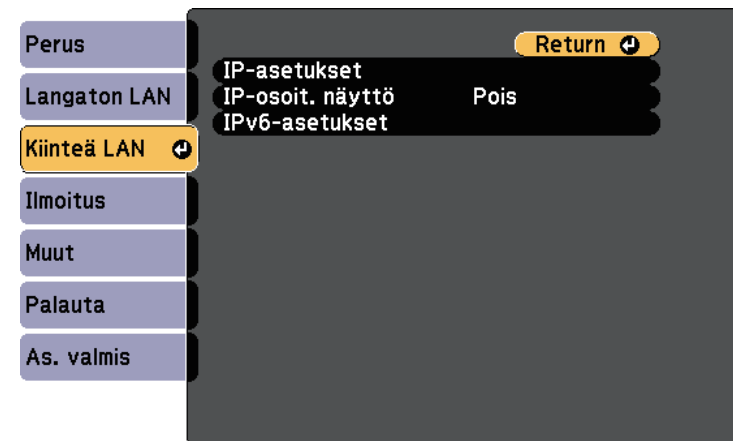 Perus
Langaton LAN
Kiinteä LAN
Ilmoitus
Muut
Palauta
As. valmis
Return
IP-asetukset
IP-osoit. näyttö Pois
IPv6-asetukset